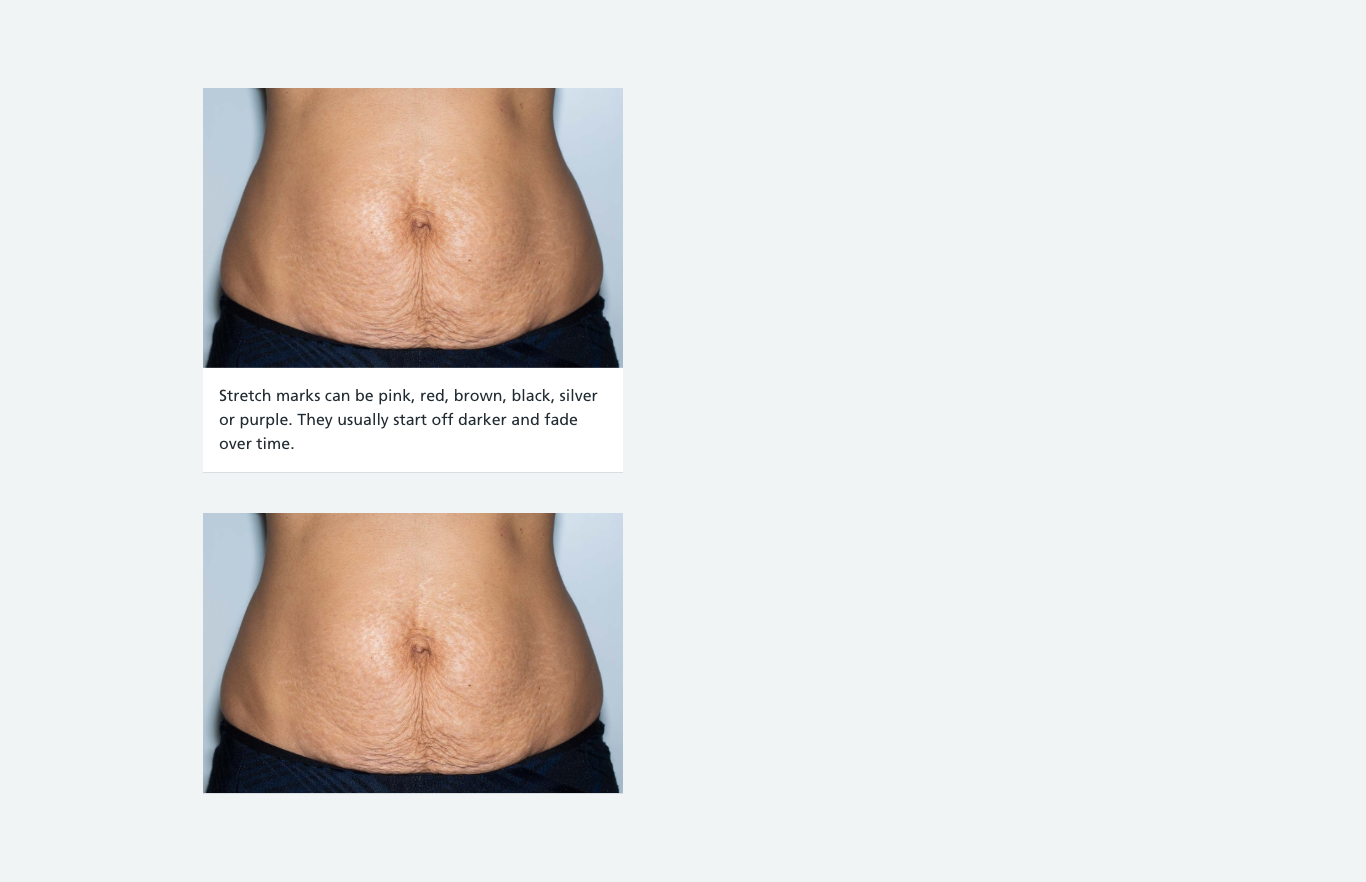 Stretch marks can be pink, red, brown, black, silver
or purple. They usually start off darker and fade
over time.